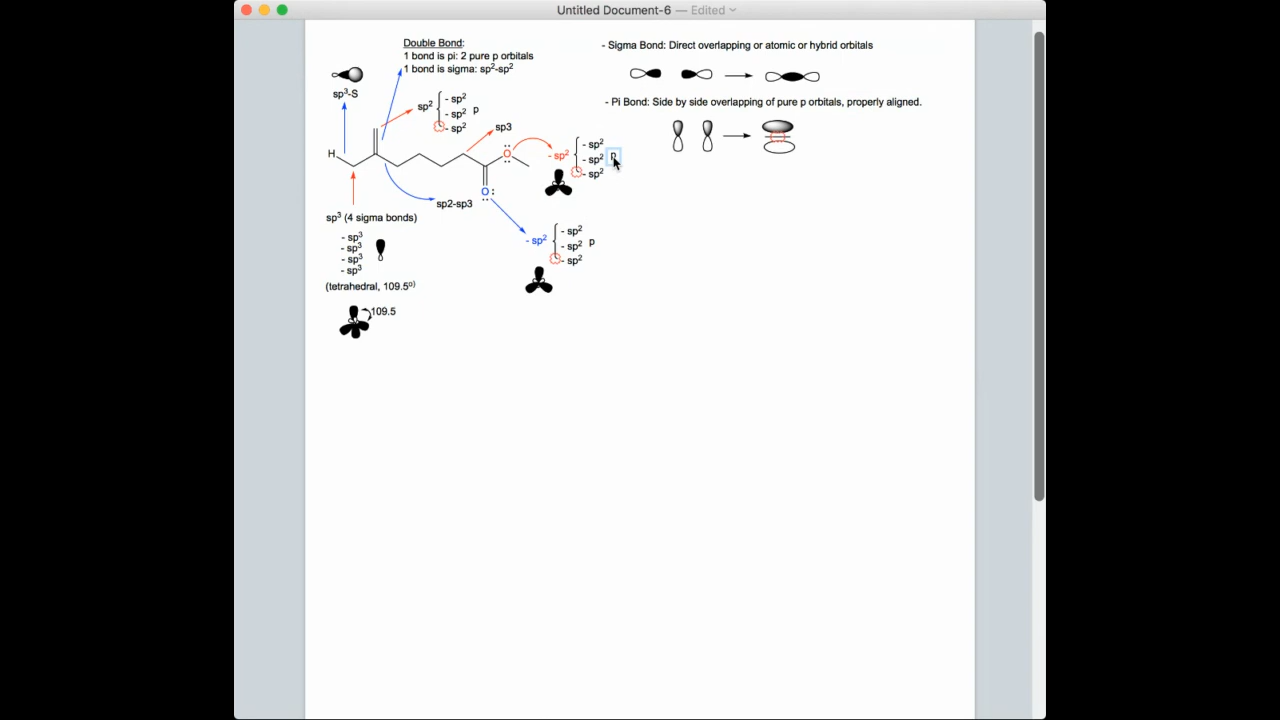 Untitled Document-6 — Edited
Double Bond:
1 bond is pi: 2 pure p orbitals
1 bond is sigma: sp²-sp²
- Sigma Bond: Direct overlapping or atomic or hybrid orbitals
sp³-S
- Pi Bond: Side by side overlapping of pure p orbitals, properly aligned.
sp² - sp²
- sp² p
- sp²
sp3
H
O
- sp² - sp²
- sp² p
- sp²
O
sp2-sp3
sp³ (4 sigma bonds)
- sp³
- sp³
- sp³
- sp³
- sp² - sp²
- sp² p
- sp²
(tetrahedral, 109.5⁰)
109.5